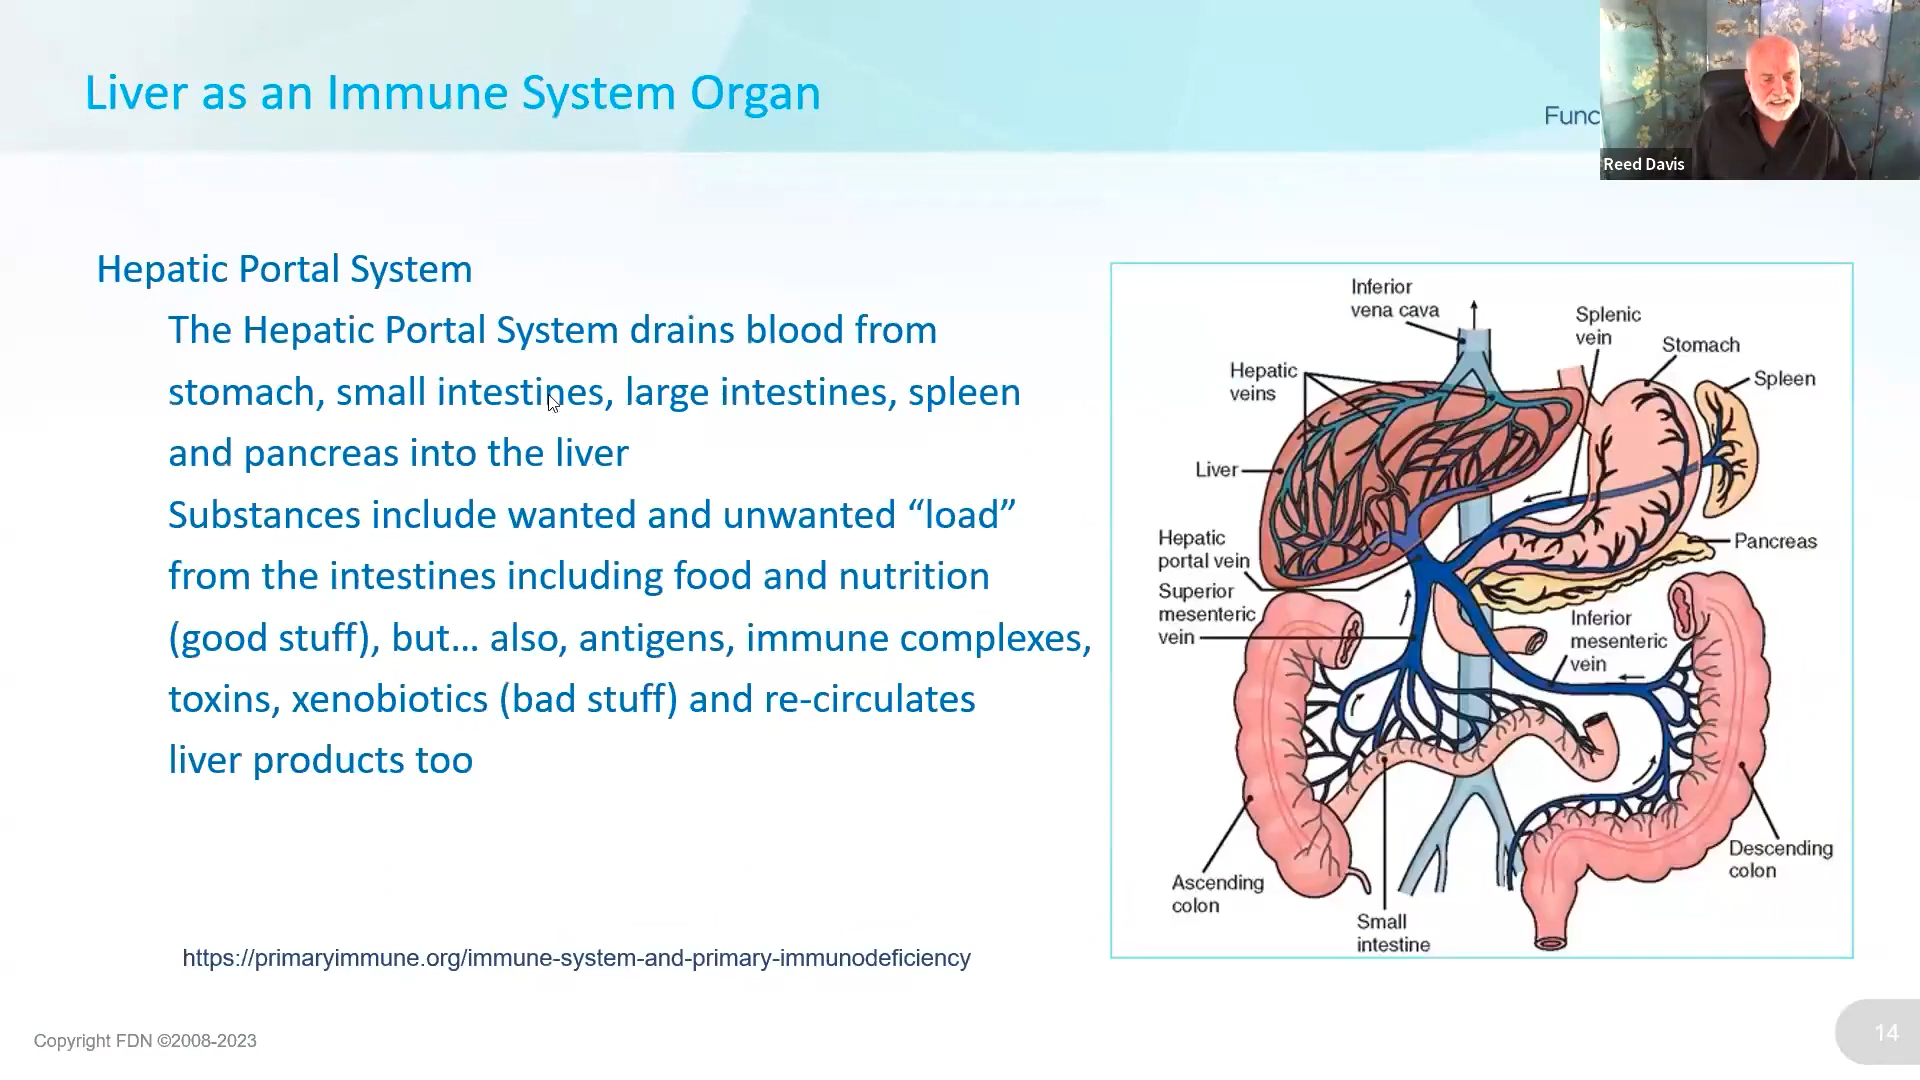 Liver as an Immune System Organ
Func
Reed Davis
Hepatic Portal System
The Hepatic Portal System drains blood from
stomach, small intestines, large intestines, spleen
and pancreas into the liver
Substances include wanted and unwanted “load”
from the intestines including food and nutrition
(good stuff), but... also, antigens, immune complexes,
toxins, xenobiotics (bad stuff) and re-circulates
liver products too
https://primaryimmune.org/immune-system-and-primary-immunodeficiency
Inferior
vena cava
Splenic
vein
Stomach
Spleen
Hepatic
veins
Liver
Hepatic
portal vein
Pancreas
Superior
mesenteric
vein
Inferior
mesenteric
vein
Ascending
colon
Small
intestine
Descending
colon
Copyright FDN ©2008-2023
14